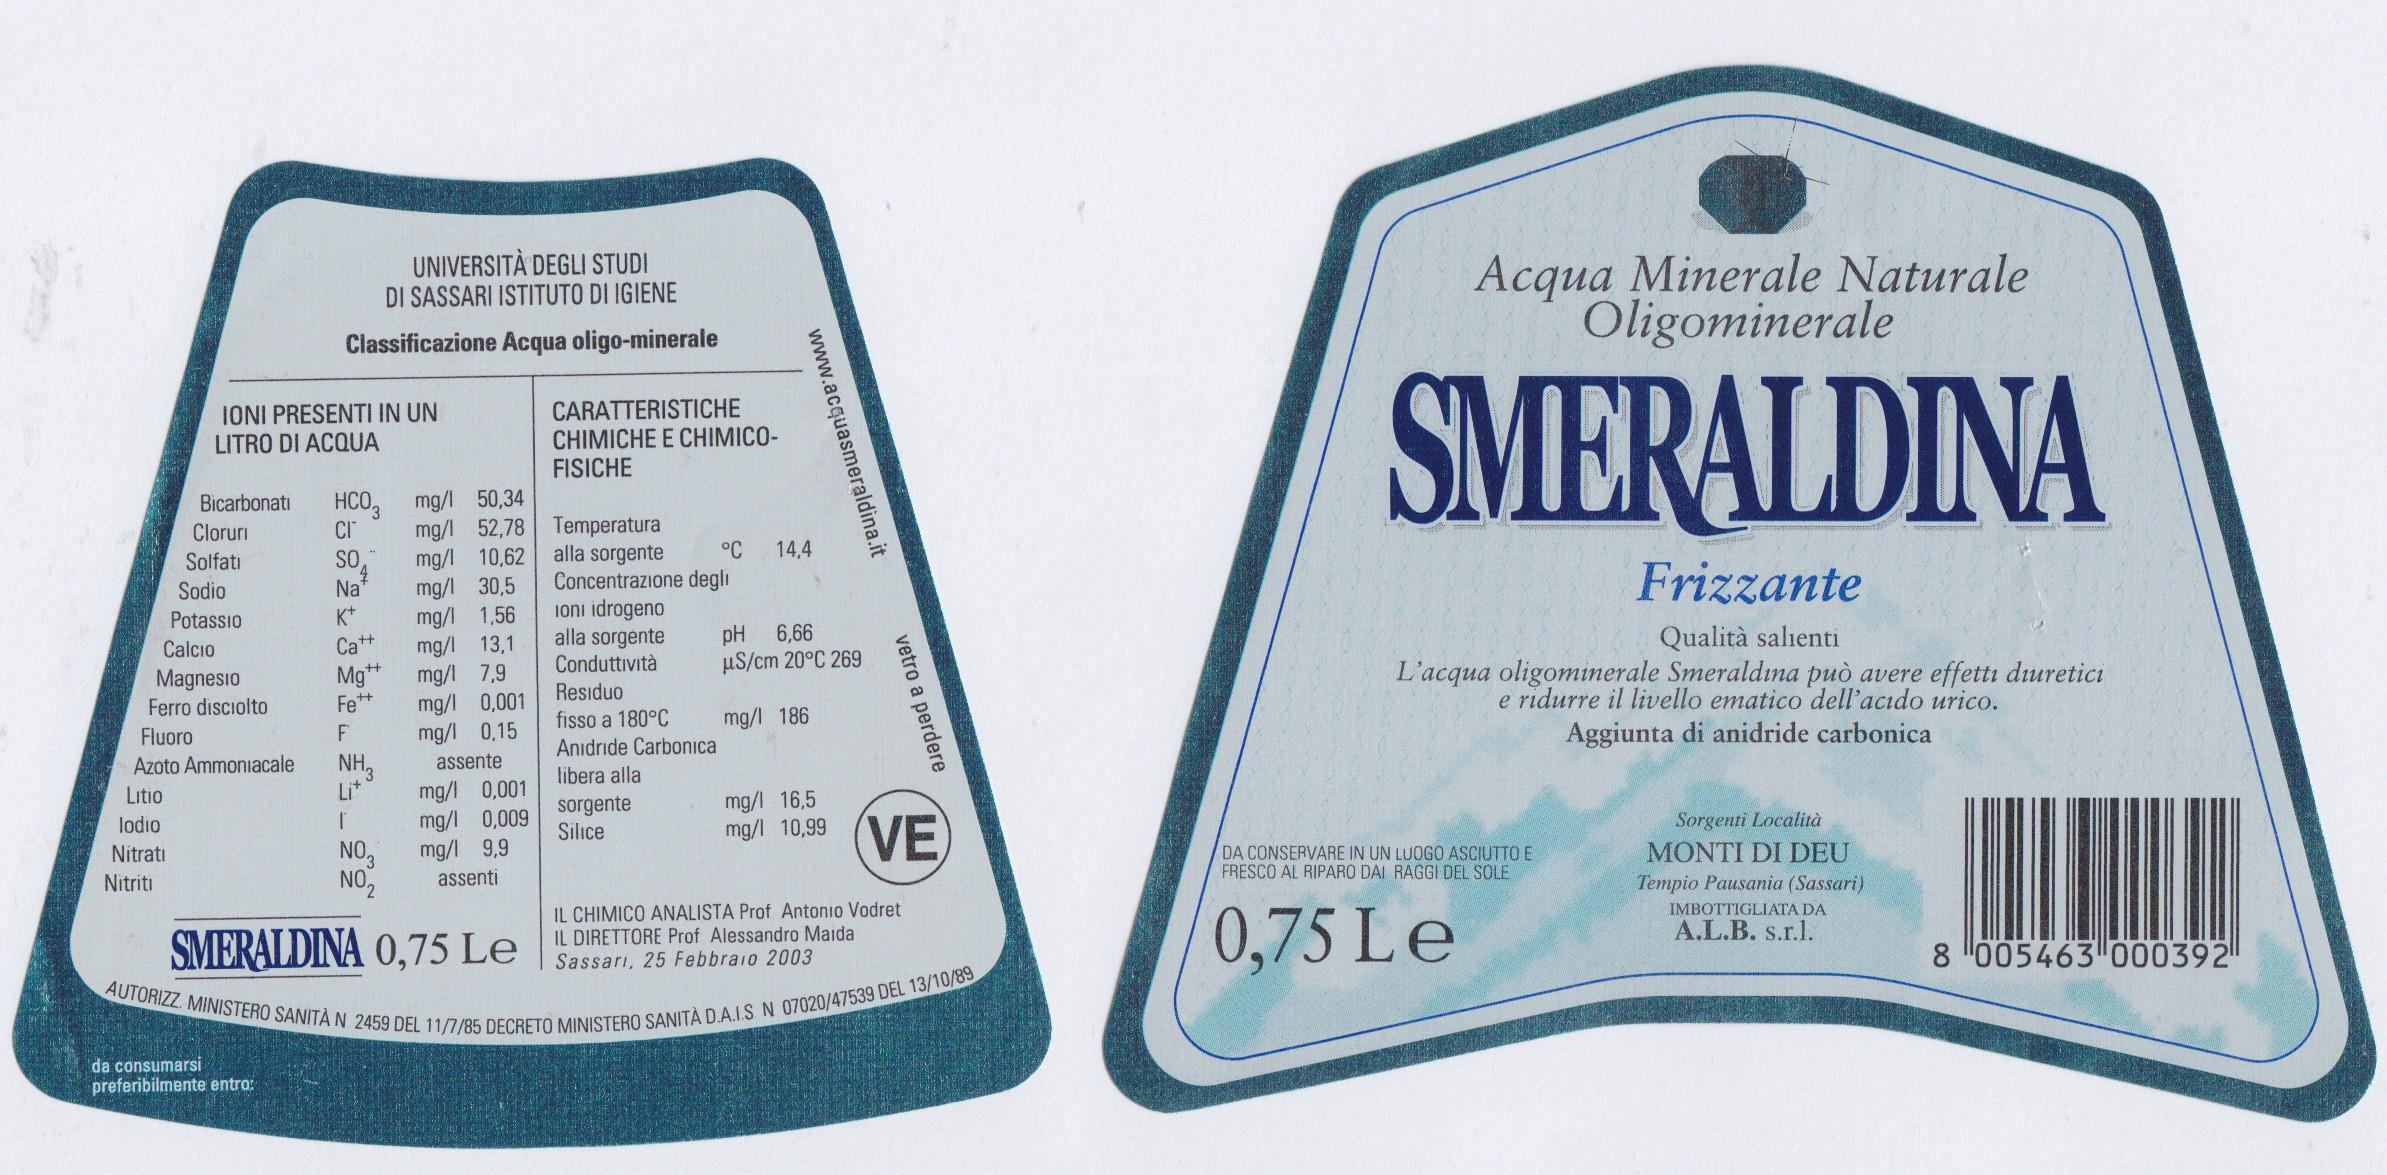 UNIVERSITÀ DEGLI STUDI
DI SASSARI ISTITUTO DI IGIENE
Classificazione Acqua oligo-minerale
IONI PRESENTI IN UN
LITRO DI ACQUA
Bicarbonati HCO3 mg/l 50,34
Cloruri Cl- mg/l 52,78
Solfati SO4-- mg/l 10,62
Sodio Na+ mg/l 30,5
Potassio K+ mg/l 1,56
Calcio Ca++ mg/l 13,1
Magnesio Mg++ mg/l 7,9
Ferro disciolto Fe++ mg/l 0,001
Fluoro F- mg/l 0,15
Azoto Ammoniacale NH3 assente
Litio Li+ mg/l 0,001
Iodio I- mg/l 0,009
Nitrati NO3- mg/l 9,9
Nitriti NO2- assenti
SMERALDINA 0,75 L e
CARATTERISTICHE
CHIMICHE E CHIMICO-
FISICHE
Temperatura
alla sorgente °C 14,4
Concentrazione degli
ioni idrogeno
alla sorgente pH 6,66
Conduttività µS/cm 20°C 269
Residuo
fisso a 180°C mg/l 186
Anidride Carbonica
libera alla
sorgente mg/l 16,5
Silice mg/l 10,99
IL CHIMICO ANALISTA Prof Antonio Vodret
IL DIRETTORE Prof Alessandro Maida
Sassari, 25 Febbraio 2003
www.acquasmeraldina.it
vetro a perdere
VE
AUTORIZZ. MINISTERO SANITÀ N 2459 DEL 11/7/85 DECRETO MINISTERO SANITÀ D.A.I.S N 07020/47539 DEL 13/10/89
da consumarsi
preferibilmente entro:
Acqua Minerale Naturale
Oligominerale
SMERALDINA
Frizzante
Qualità salienti
L'acqua oligominerale Smeraldina può avere effetti diuretici
e ridurre il livello ematico dell'acido urico.
Aggiunta di anidride carbonica
DA CONSERVARE IN UN LUOGO ASCIUTTO E
FRESCO AL RIPARO DAI RAGGI DEL SOLE
0,75 L e
Sorgenti Località
MONTI DI DEU
Tempio Pausania (Sassari)
IMBOTTIGLIATA DA
A.L.B. s.r.l.
8 005463 000392